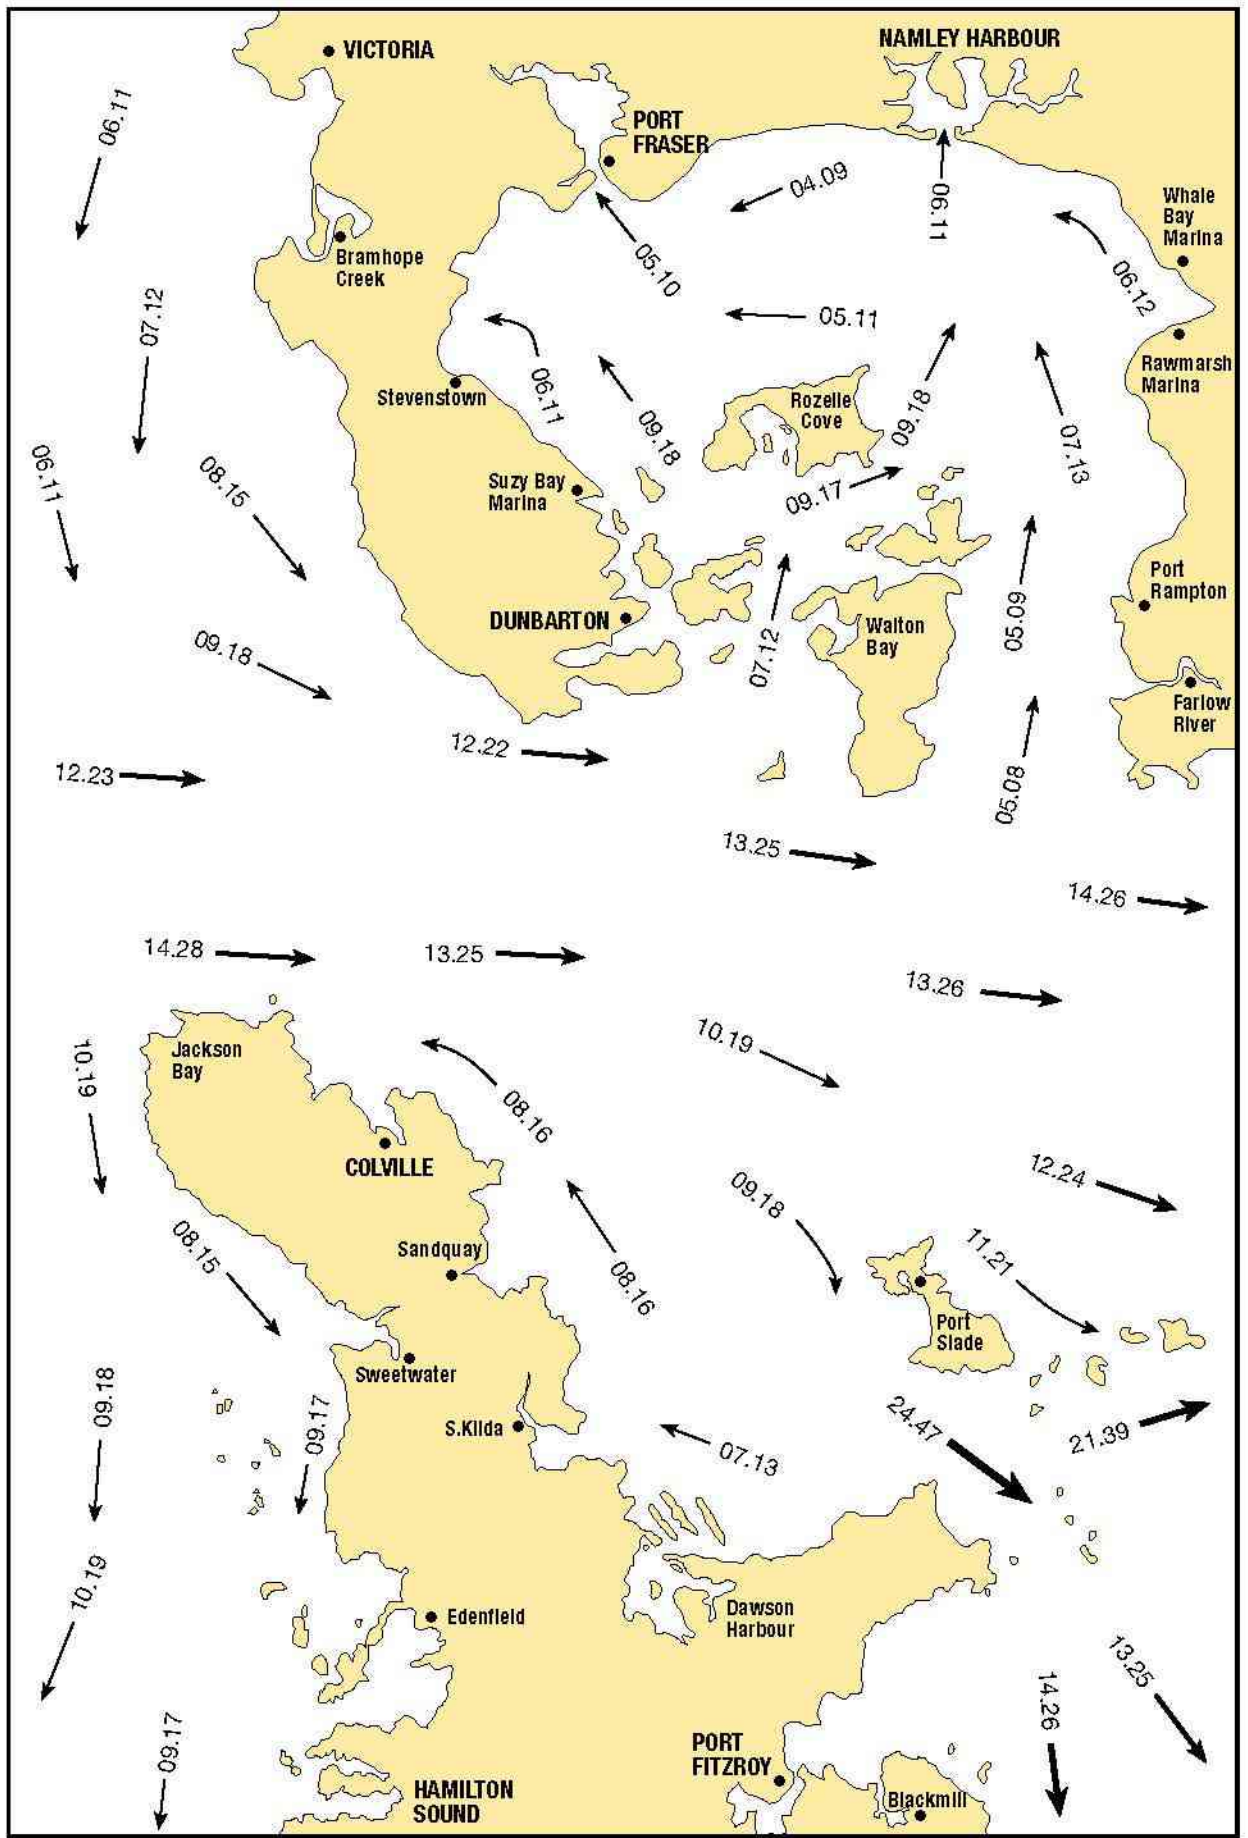 VICTORIA
NAMLEY HARBOUR
06.11
PORT
FRASER
04.09
06.11
Whale
Bay
Marina
Bramhope
Creek
05.10
06.12
07.12
05.11
Rawmarsh
Marina
Stevenstown
06.11
Rozelle
Cove
09.18
09.18
07.13
06.11
08.15
Suzy Bay
Marina
09.17
Port
Rampton
DUNBARTON
05.09
Walton
Bay
07.12
09.18
Farlow
River
12.22
12.23
05.08
13.25
14.26
14.28
13.25
13.26
10.19
Jackson
Bay
10.19
08.16
COLVILLE
12.24
09.18
08.15
Sandquay
11.21
08.16
Port
Slade
Sweetwater
09.18
09.17
S.Kilda
24.47
21.39
07.13
10.19
Edenfield
Dawson
Harbour
13.25
14.26
09.17
PORT
FITZROY
HAMILTON
SOUND
Blackmill